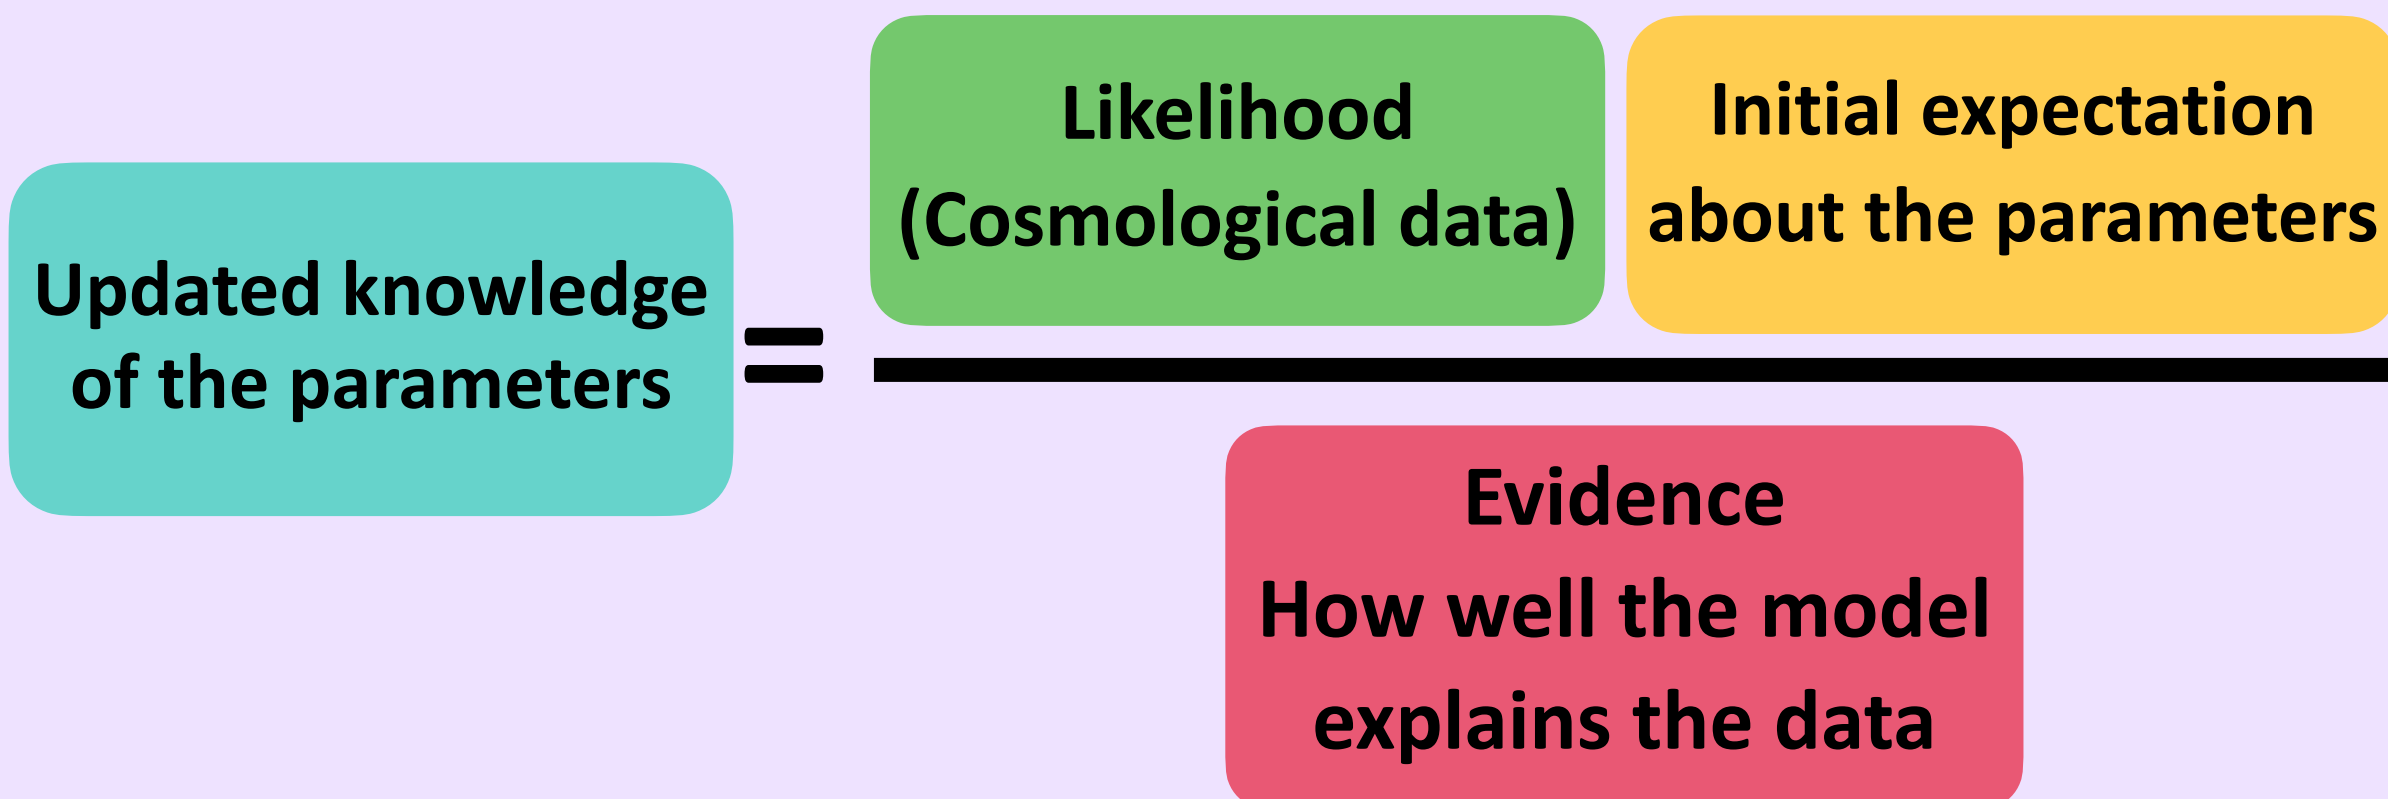 Updated knowledge
of the parameters
=
Likelihood
(Cosmological data)
Initial expectation
about the parameters
Evidence
How well the model
explains the data